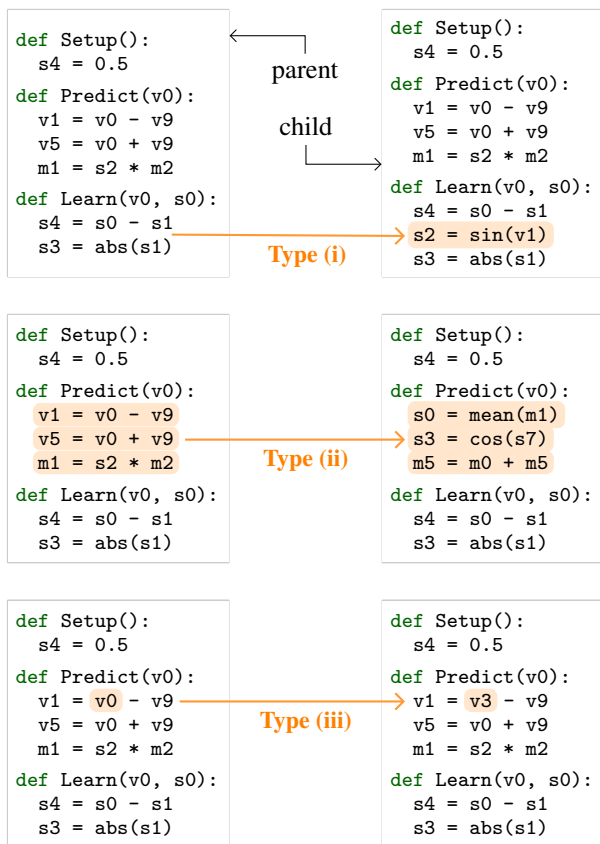 def Setup():
  s4 = 0.5
def Predict(v0):
  v1 = v0 - v9
  v5 = v0 + v9
  m1 = s2 * m2
def Learn(v0, s0):
  s4 = s0 - s1
  s3 = abs(s1)
parent
child
Type (i)
def Setup():
  s4 = 0.5
def Predict(v0):
  v1 = v0 - v9
  v5 = v0 + v9
  m1 = s2 * m2
def Learn(v0, s0):
  s4 = s0 - s1
  s2 = sin(v1)
  s3 = abs(s1)
def Setup():
  s4 = 0.5
def Predict(v0):
  v1 = v0 - v9
  v5 = v0 + v9
  m1 = s2 * m2
def Learn(v0, s0):
  s4 = s0 - s1
  s3 = abs(s1)
Type (ii)
def Setup():
  s4 = 0.5
def Predict(v0):
  s0 = mean(m1)
  s3 = cos(s7)
  m5 = m0 + m5
def Learn(v0, s0):
  s4 = s0 - s1
  s3 = abs(s1)
def Setup():
  s4 = 0.5
def Predict(v0):
  v1 = v0 - v9
  v5 = v0 + v9
  m1 = s2 * m2
def Learn(v0, s0):
  s4 = s0 - s1
  s3 = abs(s1)
Type (iii)
def Setup():
  s4 = 0.5
def Predict(v0):
  v1 = v3 - v9
  v5 = v0 + v9
  m1 = s2 * m2
def Learn(v0, s0):
  s4 = s0 - s1
  s3 = abs(s1)